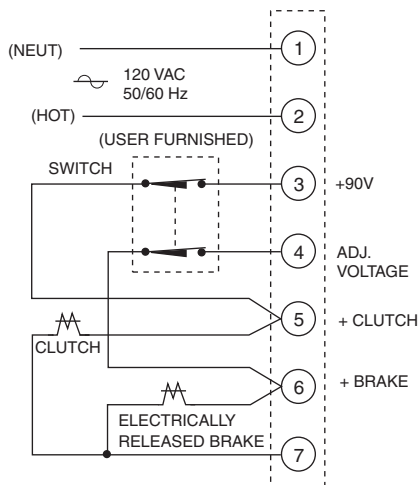 (NEUT)
1
120 VAC
50/60 Hz
(HOT)
2
(USER FURNISHED)
SWITCH
3
+90V
4
ADJ.
VOLTAGE
5
+ CLUTCH
CLUTCH
6
+ BRAKE
ELECTRICALLY
RELEASED BRAKE
7